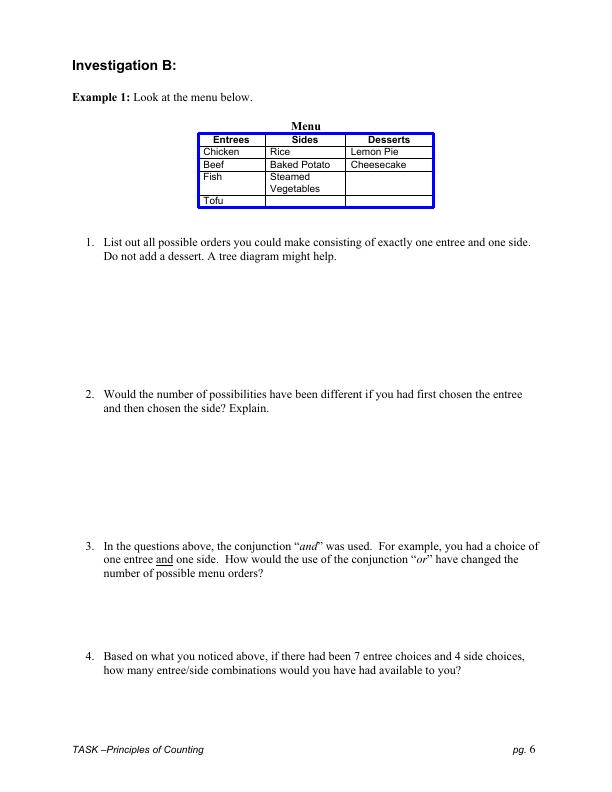 Investigation B:
Example 1: Look at the menu below.
Menu
Entrees Sides Desserts
Chicken Rice Lemon Pie
Beef Baked Potato Cheesecake
Fish Steamed
Vegetables
Tofu
1. List out all possible orders you could make consisting of exactly one entree and one side.
Do not add a dessert. A tree diagram might help.
2. Would the number of possibilities have been different if you had first chosen the entree
and then chosen the side? Explain.
3. In the questions above, the conjunction “and” was used. For example, you had a choice of
one entree and one side. How would the use of the conjunction “or” have changed the
number of possible menu orders?
4. Based on what you noticed above, if there had been 7 entree choices and 4 side choices,
how many entree/side combinations would you have had available to you?
TASK –Principles of Counting pg. 6